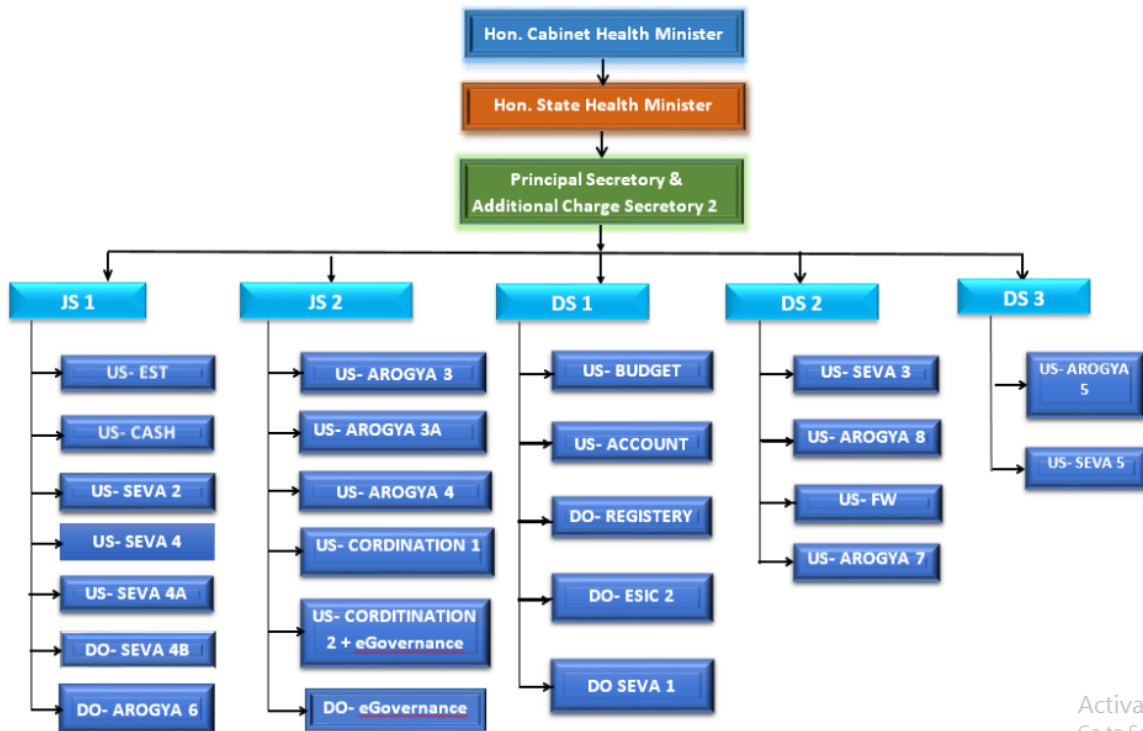 Hon. Cabinet Health Minister
Hon. State Health Minister
Principal Secretory &
Additional Charge Secretory 2
JS 1
JS 2
DS 1
DS 2
DS 3
US- EST
US- CASH
US- SEVA 2
US- SEVA 4
US- SEVA 4A
DO- SEVA 4B
DO- AROGYA 6
US- AROGYA 3
US- AROGYA 3A
US- AROGYA 4
US- CORDINATION 1
US- CORDITINATION
2 + eGovernance
DO- eGovernance
US- BUDGET
US- ACCOUNT
DO- REGISTERY
DO- ESIC 2
DO SEVA 1
US- SEVA 3
US- AROGYA 8
US- FW
US- AROGYA 7
US- AROGYA
5
US- SEVA 5
Activa